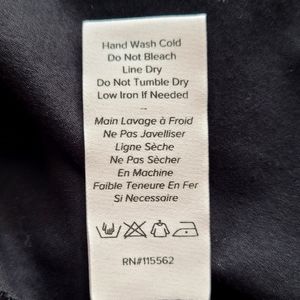 Hand Wash Cold
Do Not Bleach
Line Dry
Do Not Tumble Dry
Low Iron If Needed
-
Main Lavage à Froid
Ne Pas Javelliser
Ligne Sèche
Ne Pas Sècher
En Machine
Faible Teneure En Fer
Si Necessaire
RN#115562